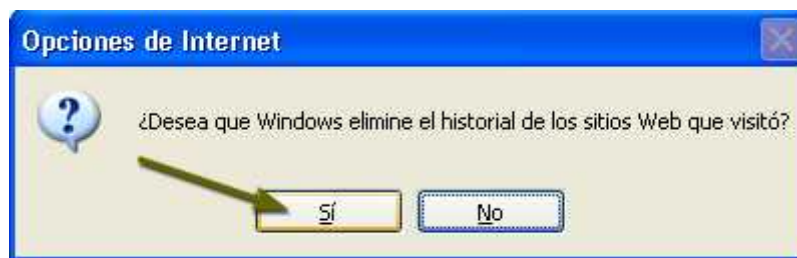 Opciones de Internet
¿Desea que Windows elimine el historial de los sitios Web que visitó?
Sí
No